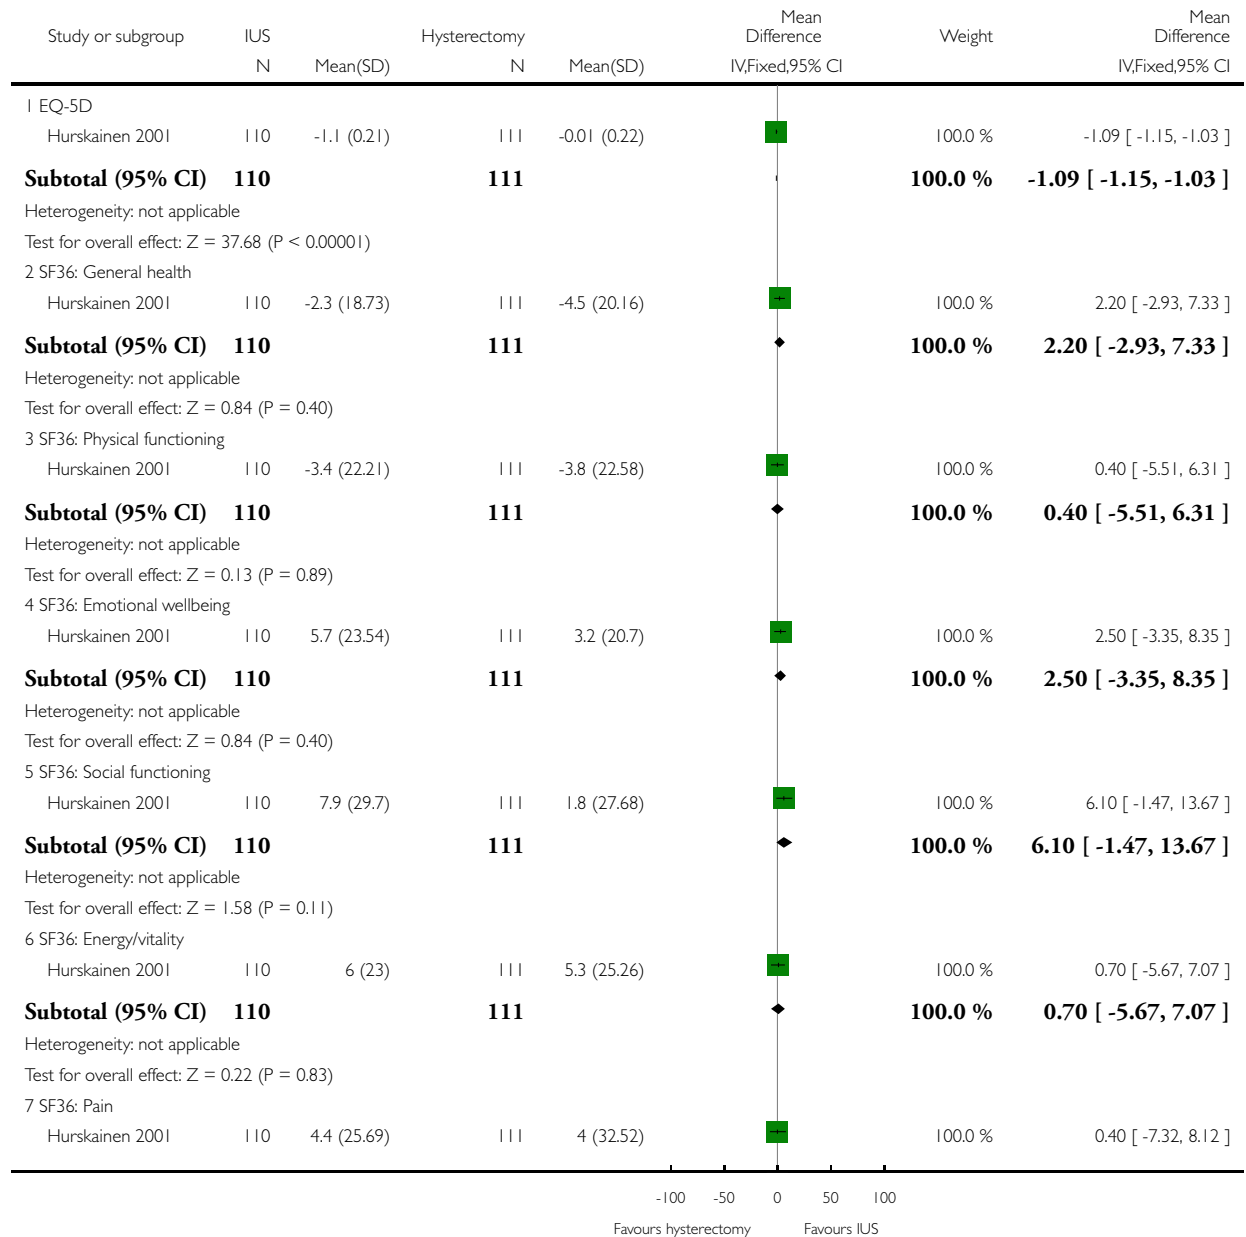 Mean Mean
Study or subgroup IUS Hysterectomy Difference Weight Difference
N Mean(SD) N Mean(SD) IV,Fixed,95% CI IV,Fixed,95% CI
1 EQ-5D
Hurskainen 2001 110 -1.1 (0.21) 111 -0.01 (0.22) 100.0 % -1.09 [ -1.15, -1.03 ]
Subtotal (95% CI) 110 111 100.0 % -1.09 [ -1.15, -1.03 ]
Heterogeneity: not applicable
Test for overall effect: Z = 37.68 (P < 0.00001)
2 SF36: General health
Hurskainen 2001 110 -2.3 (18.73) 111 -4.5 (20.16) 100.0 % 2.20 [ -2.93, 7.33 ]
Subtotal (95% CI) 110 111 100.0 % 2.20 [ -2.93, 7.33 ]
Heterogeneity: not applicable
Test for overall effect: Z = 0.84 (P = 0.40)
3 SF36: Physical functioning
Hurskainen 2001 110 -3.4 (22.21) 111 -3.8 (22.58) 100.0 % 0.40 [ -5.51, 6.31 ]
Subtotal (95% CI) 110 111 100.0 % 0.40 [ -5.51, 6.31 ]
Heterogeneity: not applicable
Test for overall effect: Z = 0.13 (P = 0.89)
4 SF36: Emotional wellbeing
Hurskainen 2001 110 5.7 (23.54) 111 3.2 (20.7) 100.0 % 2.50 [ -3.35, 8.35 ]
Subtotal (95% CI) 110 111 100.0 % 2.50 [ -3.35, 8.35 ]
Heterogeneity: not applicable
Test for overall effect: Z = 0.84 (P = 0.40)
5 SF36: Social functioning
Hurskainen 2001 110 7.9 (29.7) 111 1.8 (27.68) 100.0 % 6.10 [ -1.47, 13.67 ]
Subtotal (95% CI) 110 111 100.0 % 6.10 [ -1.47, 13.67 ]
Heterogeneity: not applicable
Test for overall effect: Z = 1.58 (P = 0.11)
6 SF36: Energy/vitality
Hurskainen 2001 110 6 (23) 111 5.3 (25.26) 100.0 % 0.70 [ -5.67, 7.07 ]
Subtotal (95% CI) 110 111 100.0 % 0.70 [ -5.67, 7.07 ]
Heterogeneity: not applicable
Test for overall effect: Z = 0.22 (P = 0.83)
7 SF36: Pain
Hurskainen 2001 110 4.4 (25.69) 111 4 (32.52) 100.0 % 0.40 [ -7.32, 8.12 ]
-100 -50 0 50 100
Favours hysterectomy Favours IUS